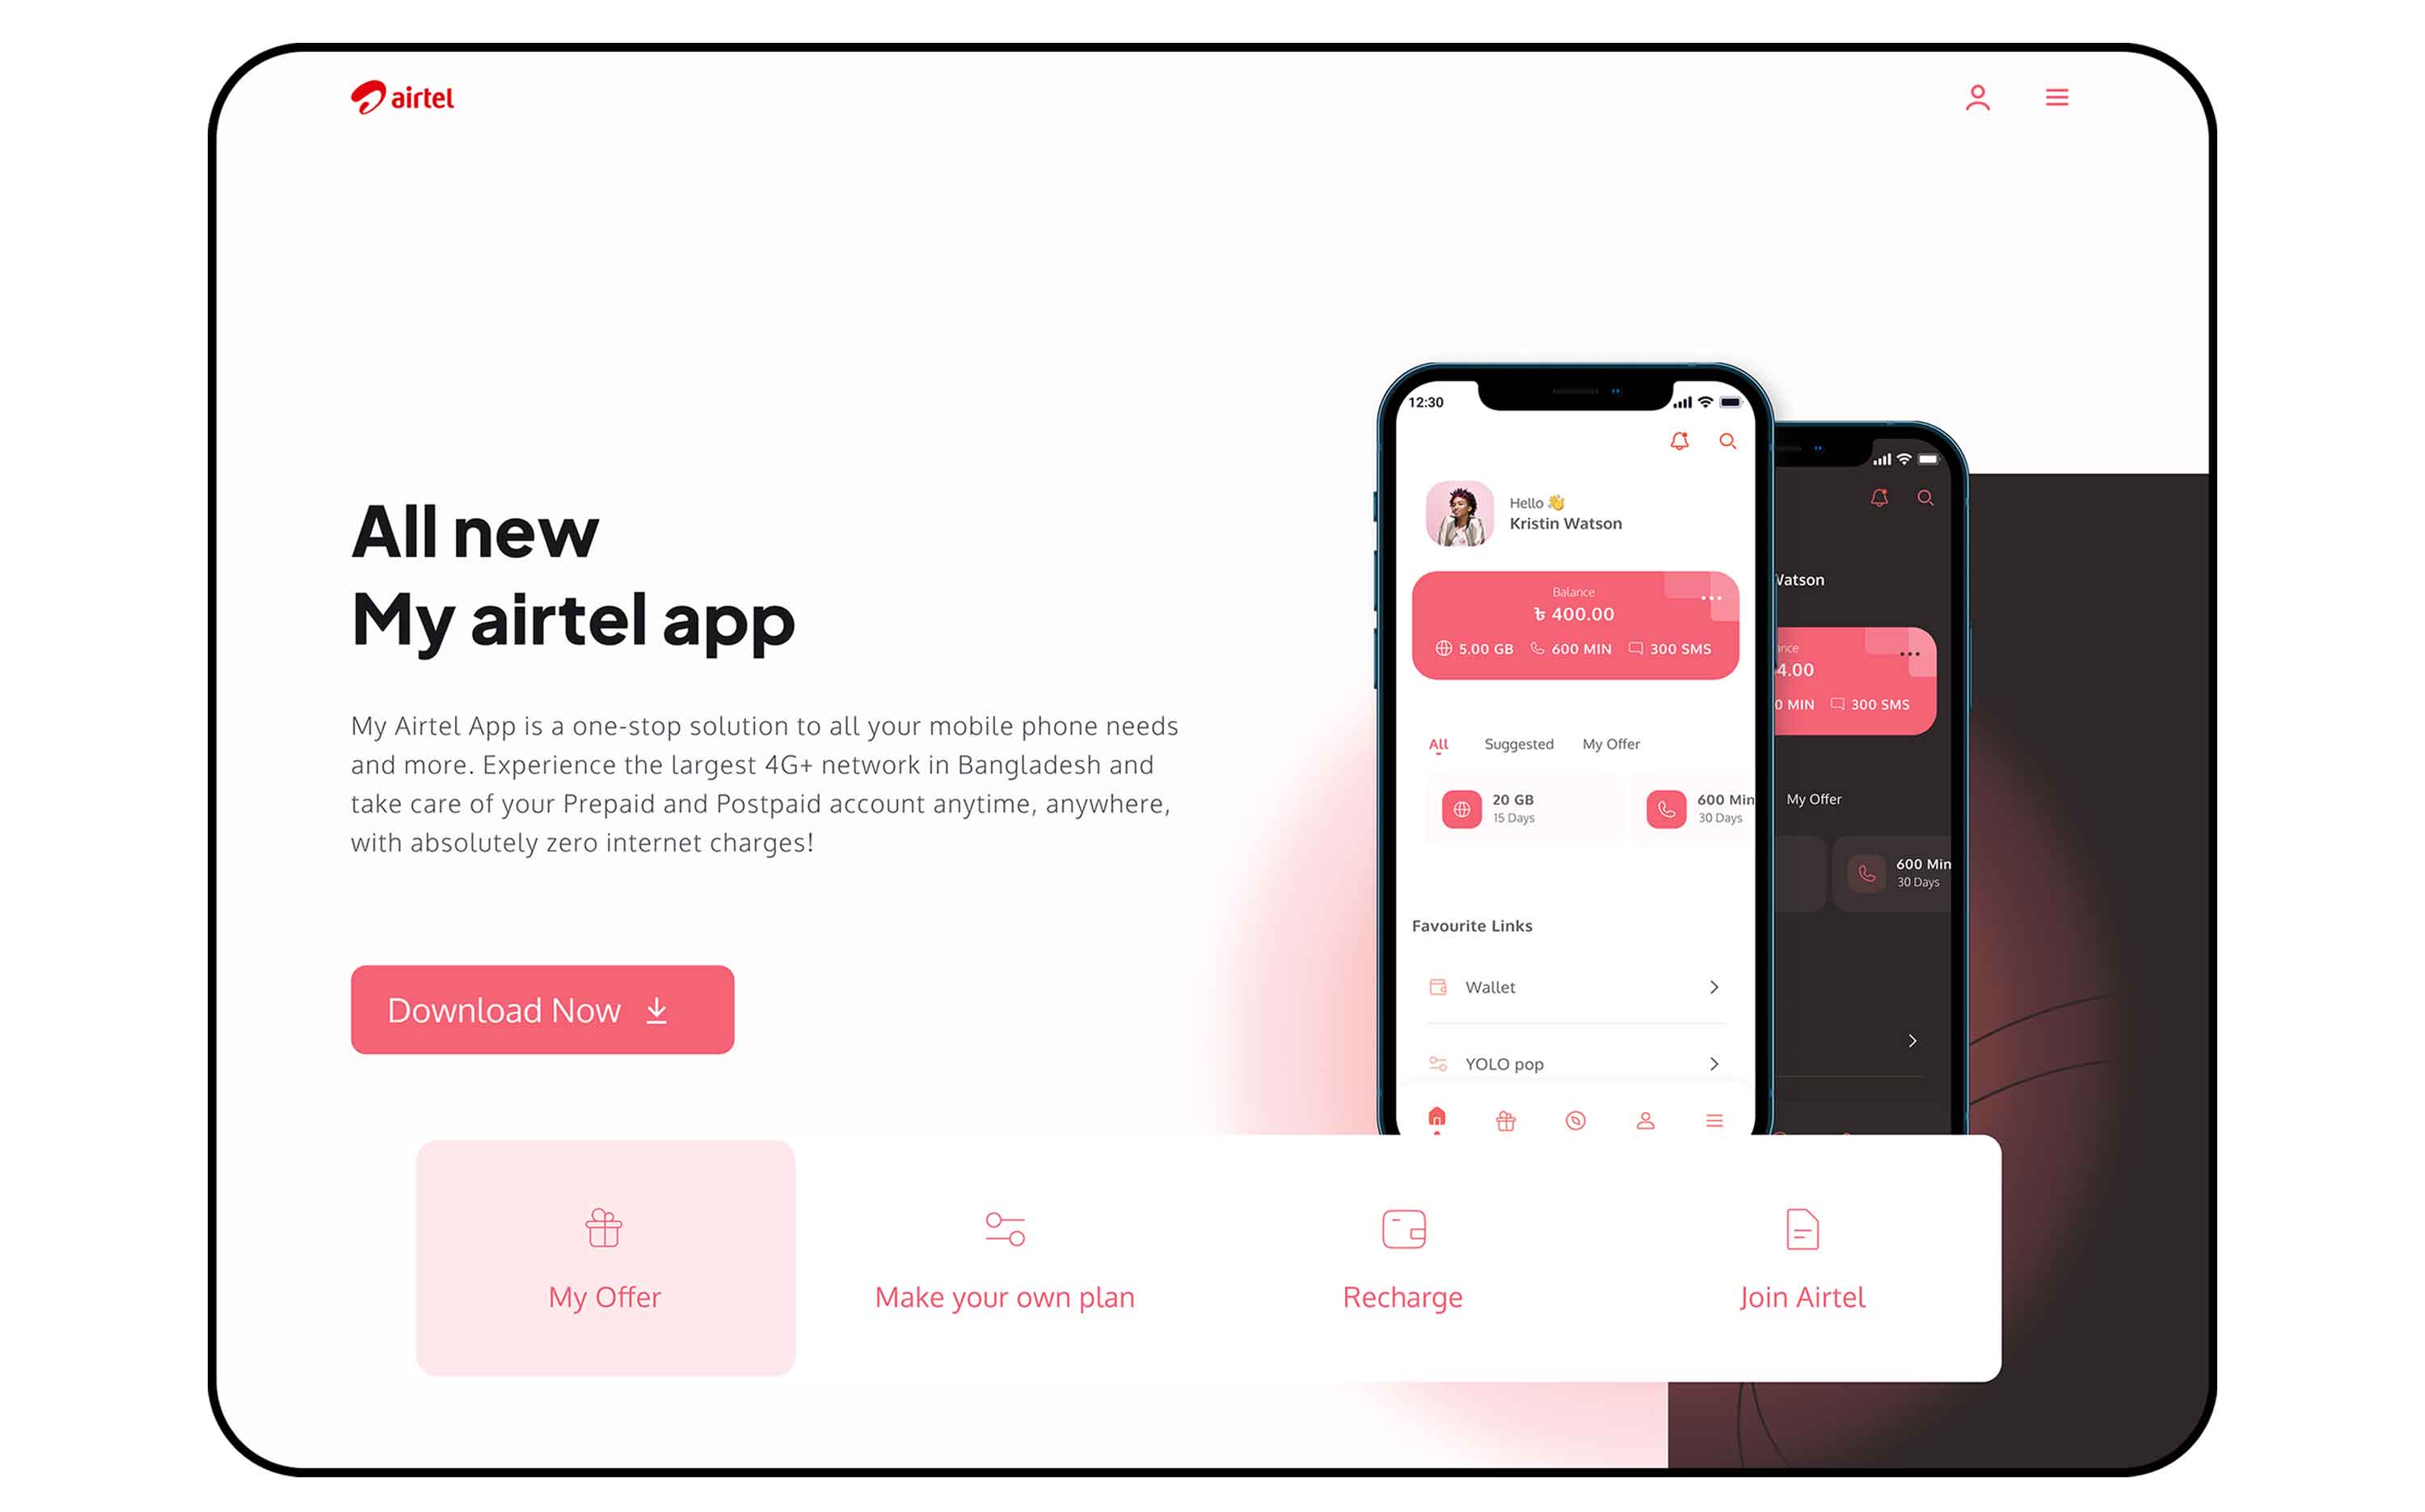 airtel
All new
My airtel app
My Airtel App is a one-stop solution to all your mobile phone needs
and more. Experience the largest 4G+ network in Bangladesh and
take care of your Prepaid and Postpaid account anytime, anywhere,
with absolutely zero internet charges!
Download Now
12:30
Hello 👋
Kristin Watson
Balance
৳ 400.00
5.00 GB 600 MIN 300 SMS
All Suggested My Offer
20 GB
15 Days
600 Min
30 Days
Favourite Links
Wallet
YOLO pop
Watson
4.00
0 MIN 300 SMS
My Offer
600 Min
30 Days
My Offer
Make your own plan
Recharge
Join Airtel